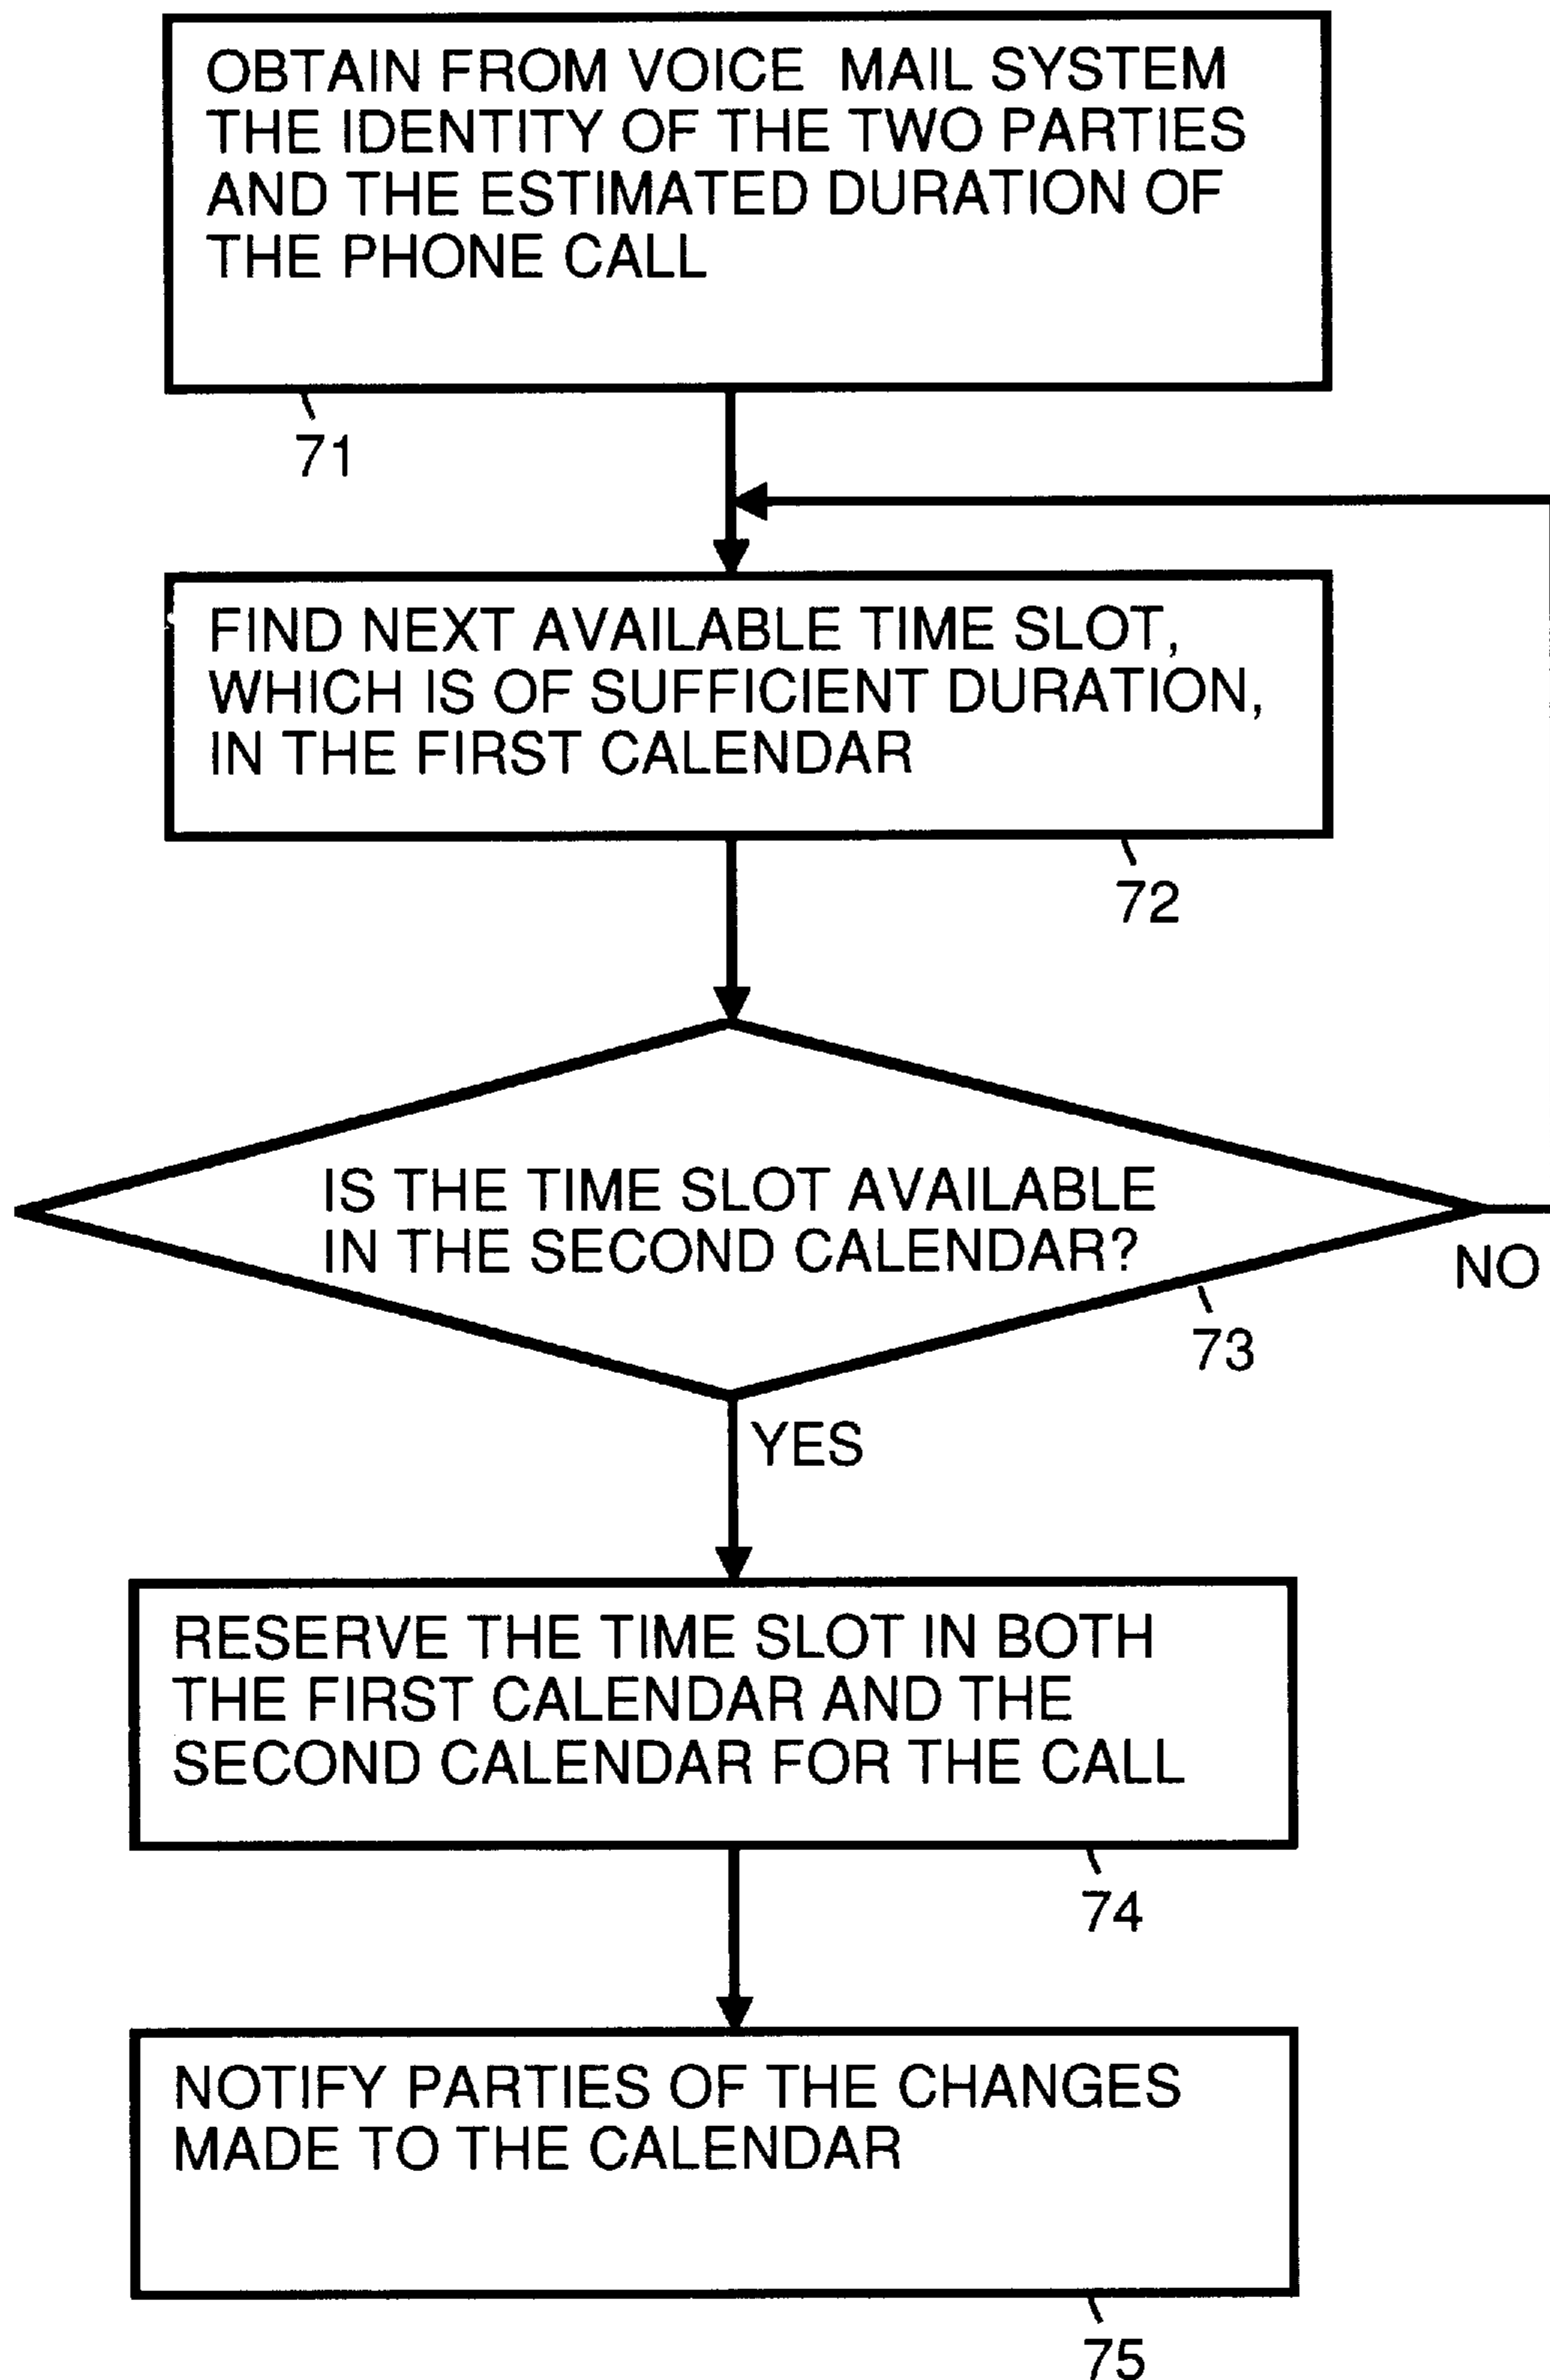 OBTAIN FROM VOICE MAIL SYSTEM
THE IDENTITY OF THE TWO PARTIES
AND THE ESTIMATED DURATION OF
THE PHONE CALL
71
FIND NEXT AVAILABLE TIME SLOT,
WHICH IS OF SUFFICIENT DURATION,
IN THE FIRST CALENDAR
72
IS THE TIME SLOT AVAILABLE
IN THE SECOND CALENDAR?
NO
73
YES
RESERVE THE TIME SLOT IN BOTH
THE FIRST CALENDAR AND THE
SECOND CALENDAR FOR THE CALL
74
NOTIFY PARTIES OF THE CHANGES
MADE TO THE CALENDAR
75